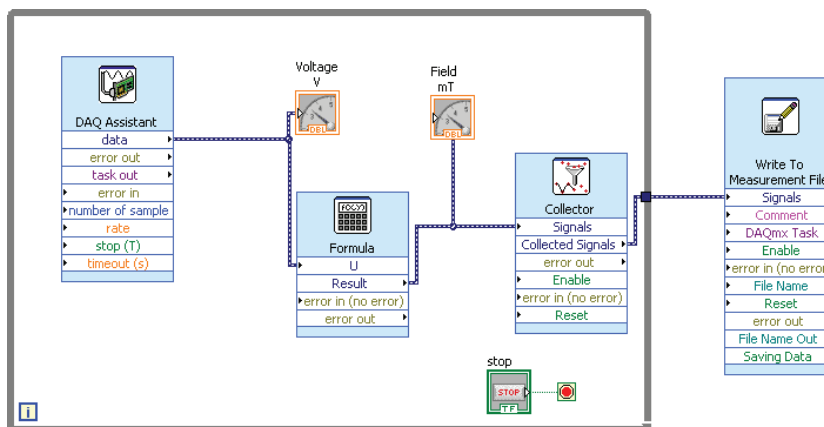 DAQ Assistant
data
error out
task out
error in
number of sample
rate
stop (T)
timeout (s)
Voltage
V
DBL
Formula
U
Result
error in (no error)
error out
Field
mT
DBL
Collector
Signals
Collected Signals
error out
Enable
error in (no error)
Reset
stop
STOP
TF
i
Write To
Measurement File
Signals
Comment
DAQmx Task
Enable
error in (no error
File Name
Reset
error out
File Name Out
Saving Data